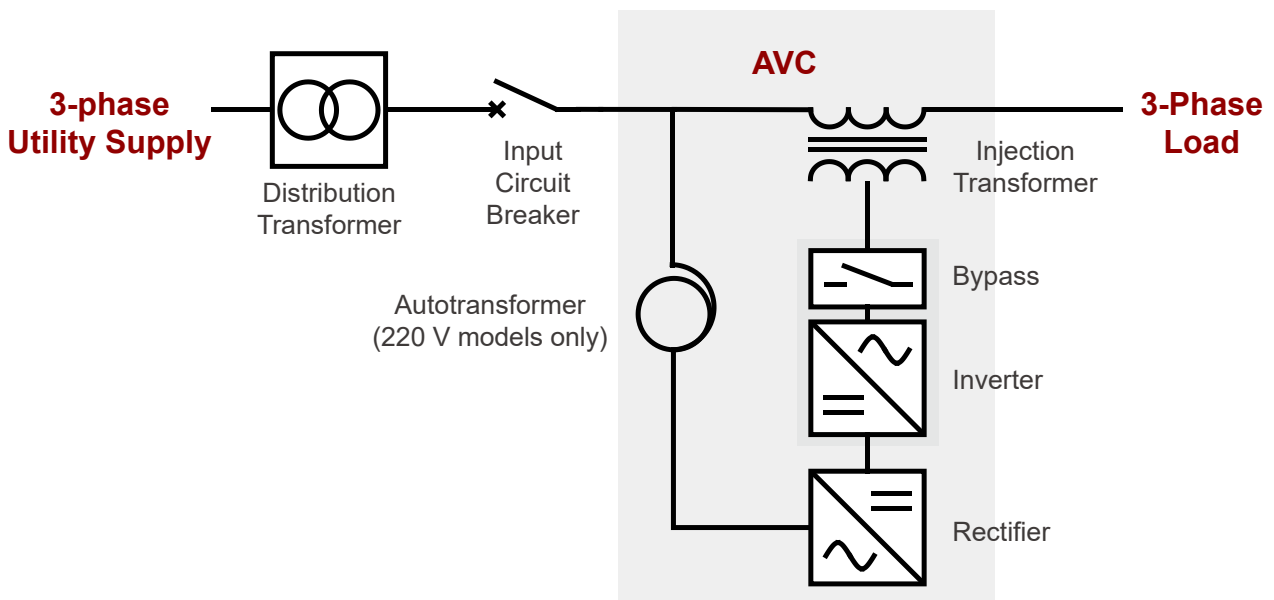 AVC
3-phase
Utility Supply
3-Phase
Load
Distribution
Transformer
Input
Circuit
Breaker
Injection
Transformer
Bypass
Autotransformer
(220 V models only)
Inverter
Rectifier